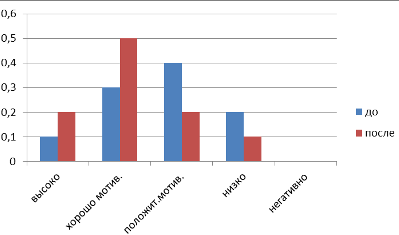 0,6
0,5
0,4
0,3
0,2
0,1
0
высоко
хорошо мотив.
положит.мотив.
низко
негативно
до
после